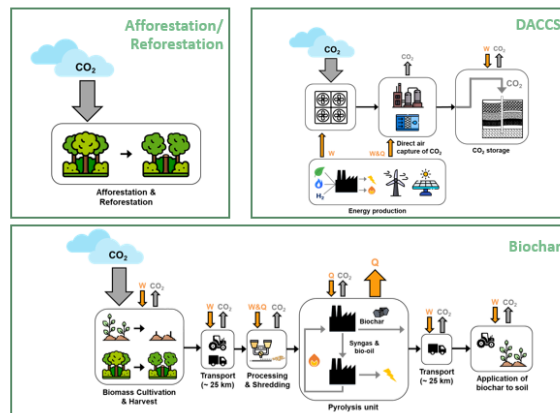 Afforestation/
Reforestation
CO2
Afforestation &
Reforestation
DACCS
CO2
CO2
W
CO2
CO2
Direct air
capture of CO2
CO2 storage
W
W&Q
H2
Energy production
Biochar
CO2
W
CO2
Biomass Cultivation
& Harvest
W
CO2
Transport
(~ 25 km)
W&Q
CO2
Processing
& Shredding
Q
CO2
Q
Biochar
Syngas &
bio-oil
Pyrolysis unit
W
CO2
Transport
(~ 25 km)
W
CO2
Application of
biochar to soil